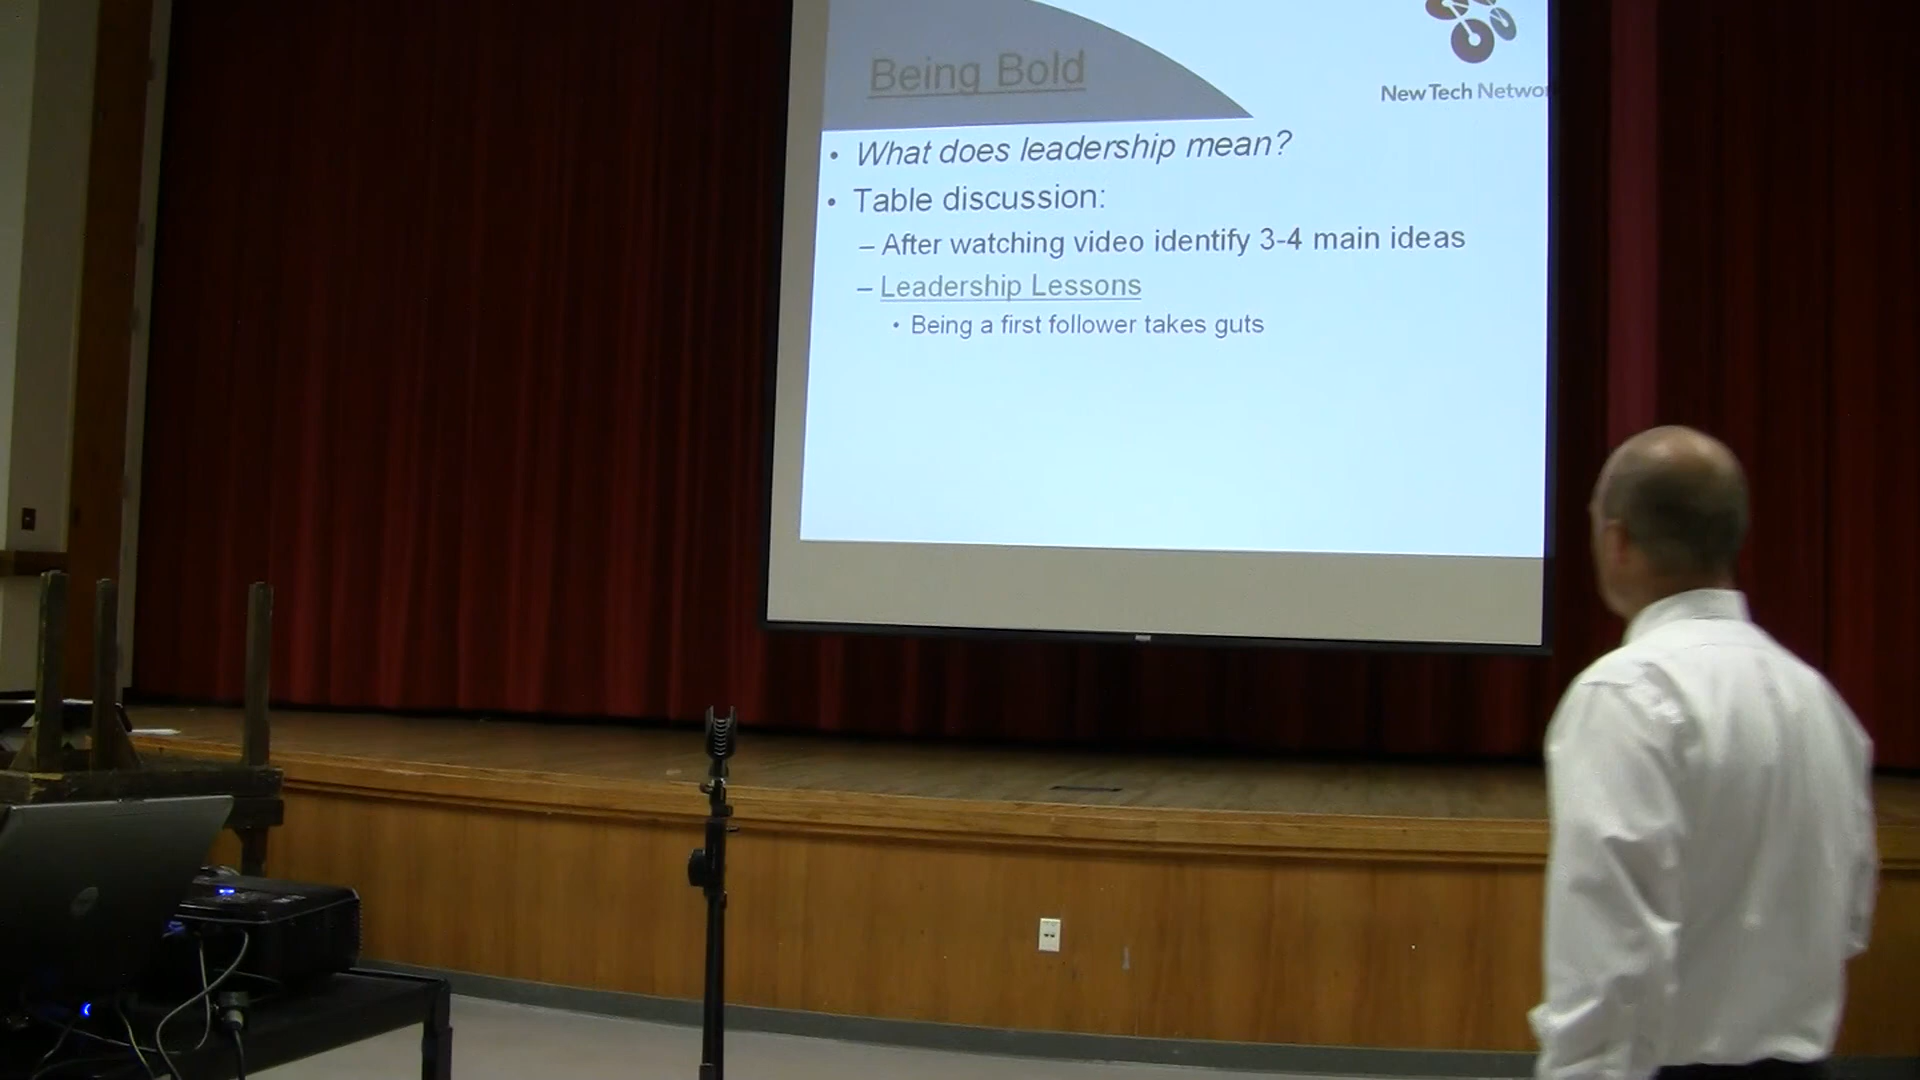 Being Bold
New Tech Networ
• What does leadership mean?
• Table discussion:
– After watching video identify 3-4 main ideas
– Leadership Lessons
• Being a first follower takes guts